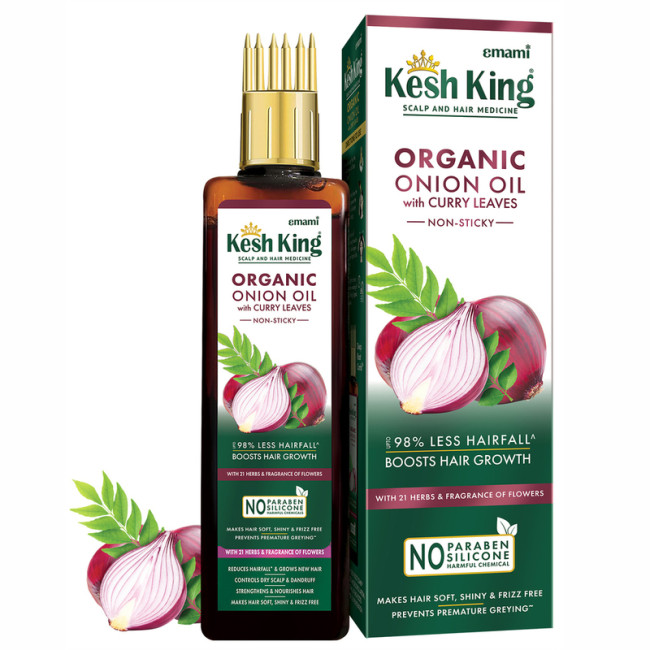 emami
Kesh King®
SCALP AND HAIR MEDICINE
ORGANIC
ONION OIL
with CURRY LEAVES
NON-STICKY
UPTO 98% LESS HAIRFALL^
BOOSTS HAIR GROWTH
WITH 21 HERBS & FRAGRANCE OF FLOWERS
NO PARABEN
SILICONE
HARMFUL CHEMICALS
MAKES HAIR SOFT, SHINY & FRIZZ FREE
PREVENTS PREMATURE GREYING~
WITH 21 HERBS & FRAGRANCE OF FLOWERS
REDUCES HAIRFALL^ & GROWS NEW HAIR
CONTROLS DRY SCALP & DANDRUFF
STRENGTHENS & NOURISHES HAIR
MAKES HAIR SOFT, SHINY & FRIZZ FREE
emami
Kesh King®
SCALP AND HAIR MEDICINE
ORGANIC
ONION OIL
with CURRY LEAVES
NON-STICKY
UPTO 98% LESS HAIRFALL^
BOOSTS HAIR GROWTH
WITH 21 HERBS & FRAGRANCE OF FLOWERS
NO PARABEN
SILICONE
HARMFUL CHEMICAL
MAKES HAIR SOFT, SHINY & FRIZZ FREE
PREVENTS PREMATURE GREYING~